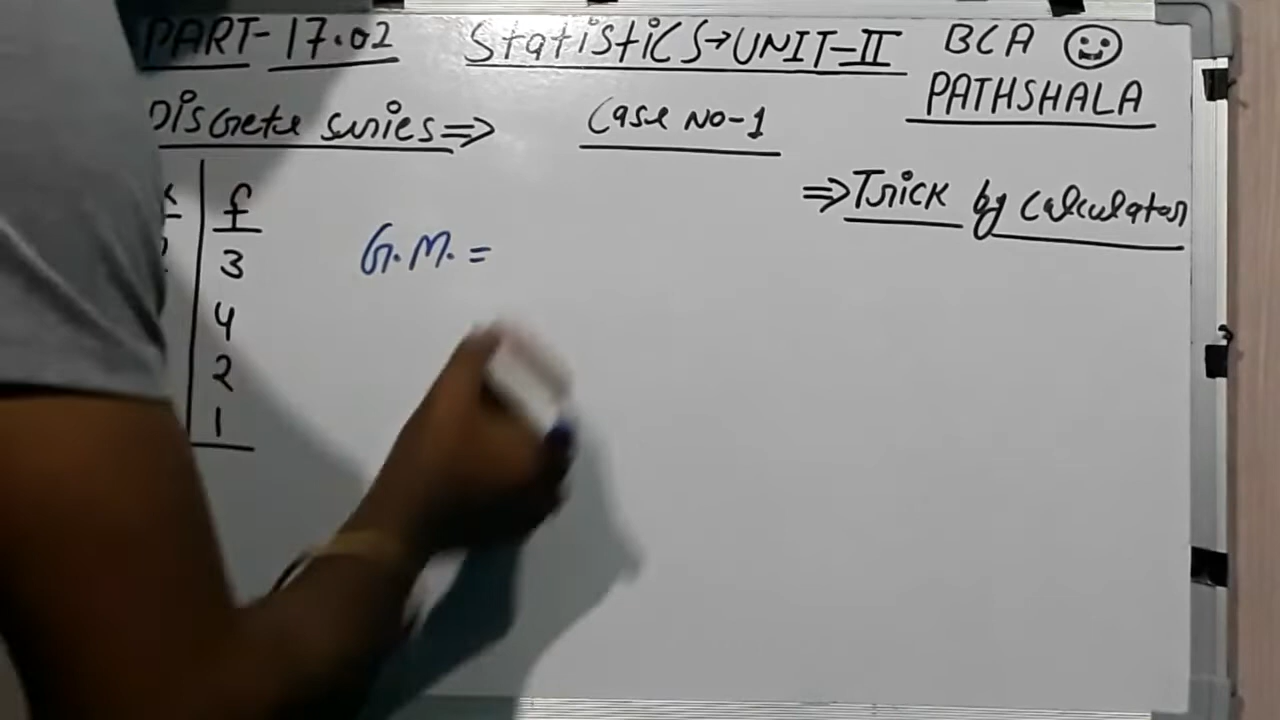 PART-17.02 Statistics→UNIT-II BCA
PATHSHALA
Discrete series⇒ Case No-1
⇒Trick by Calculator
f
3
G.M. =
4
2
1